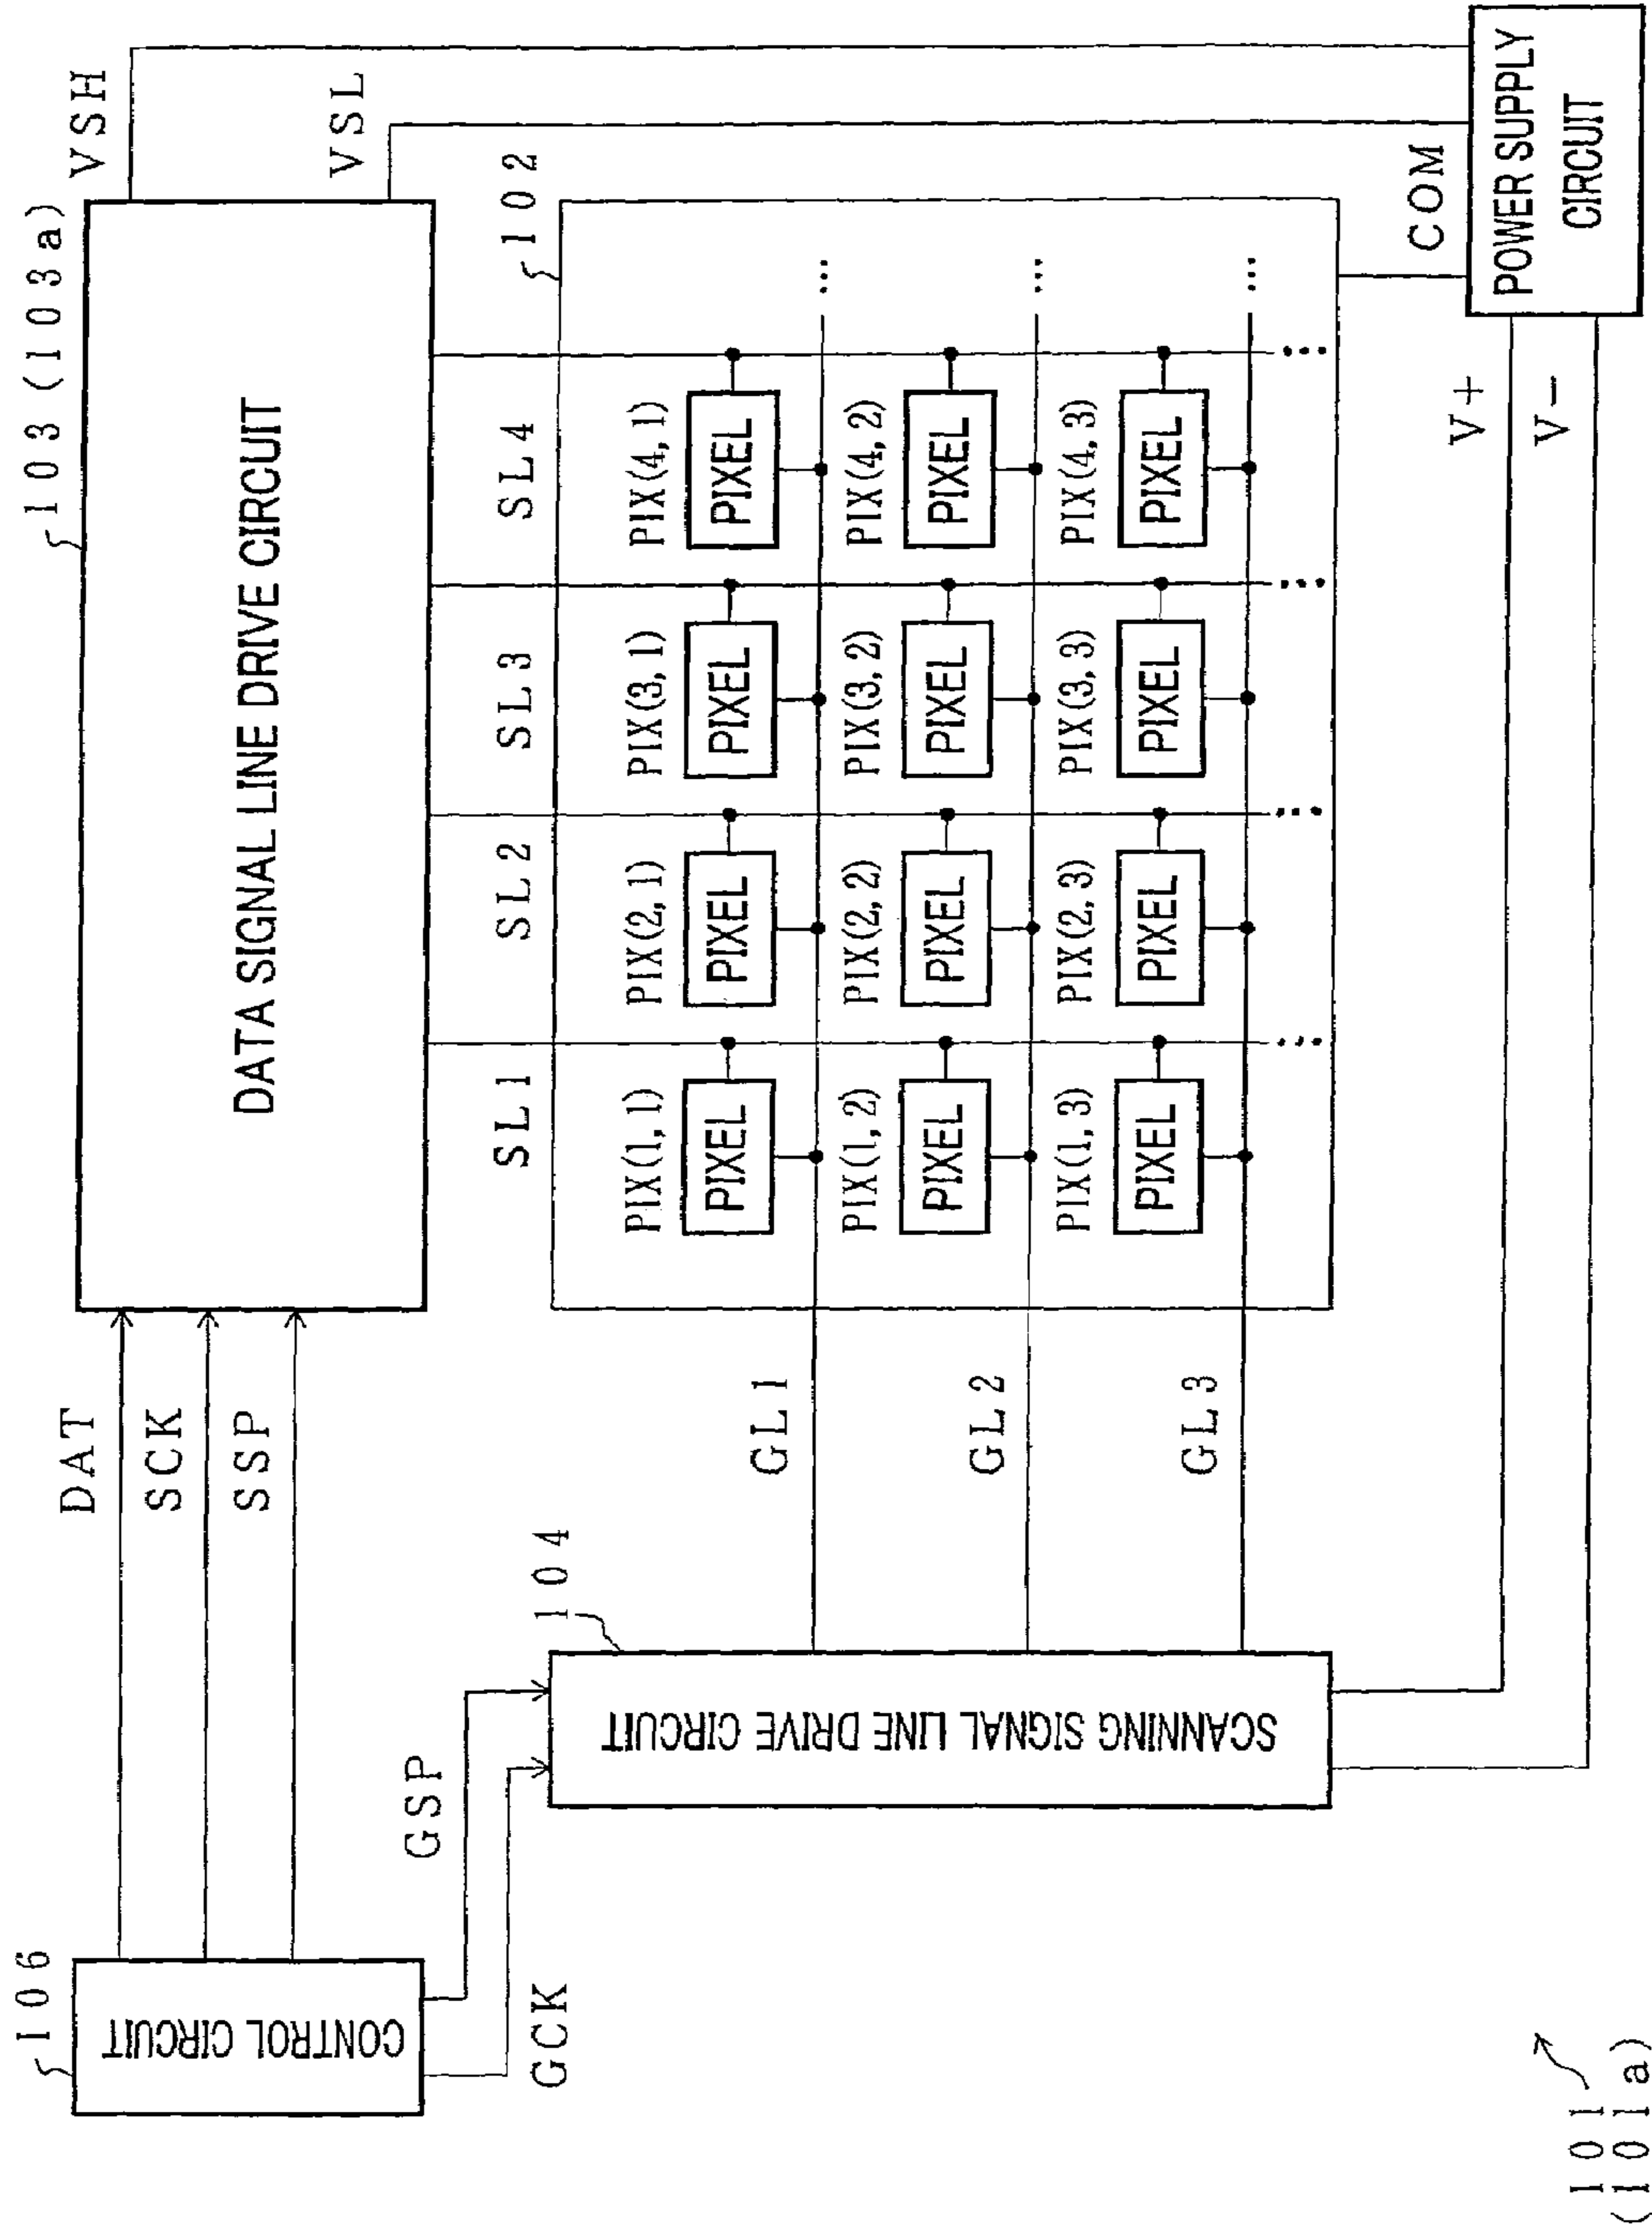 106
CONTROL CIRCUIT
DAT
SCK
SSP
GSP
GCK
103(103a)
DATA SIGNAL LINE DRIVE CIRCUIT
VSH
VSL
104
SCANNING SIGNAL LINE DRIVE CIRCUIT
GL1
GL2
GL3
102
SL1
SL2
SL3
SL4
PIX(1,1)
PIX(2,1)
PIX(3,1)
PIX(4,1)
PIXEL
PIXEL
PIXEL
PIXEL
...
PIX(1,2)
PIX(2,2)
PIX(3,2)
PIX(4,2)
PIXEL
PIXEL
PIXEL
PIXEL
...
PIX(1,3)
PIX(2,3)
PIX(3,3)
PIX(4,3)
PIXEL
PIXEL
PIXEL
PIXEL
...
...
...
...
...
COM
V+
V-
POWER SUPPLY
CIRCUIT
101
(101a)